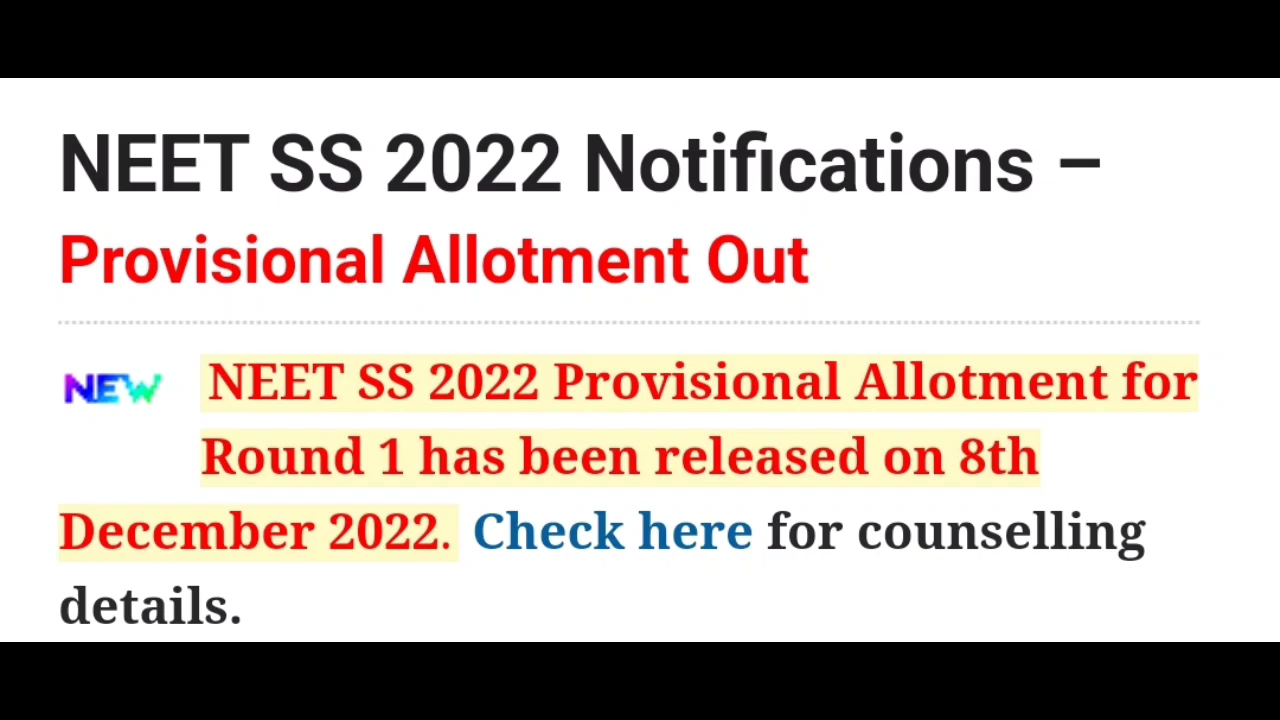 NEET SS 2022 Notifications –
Provisional Allotment Out
NEW NEET SS 2022 Provisional Allotment for
Round 1 has been released on 8th
December 2022. Check here for counselling
details.